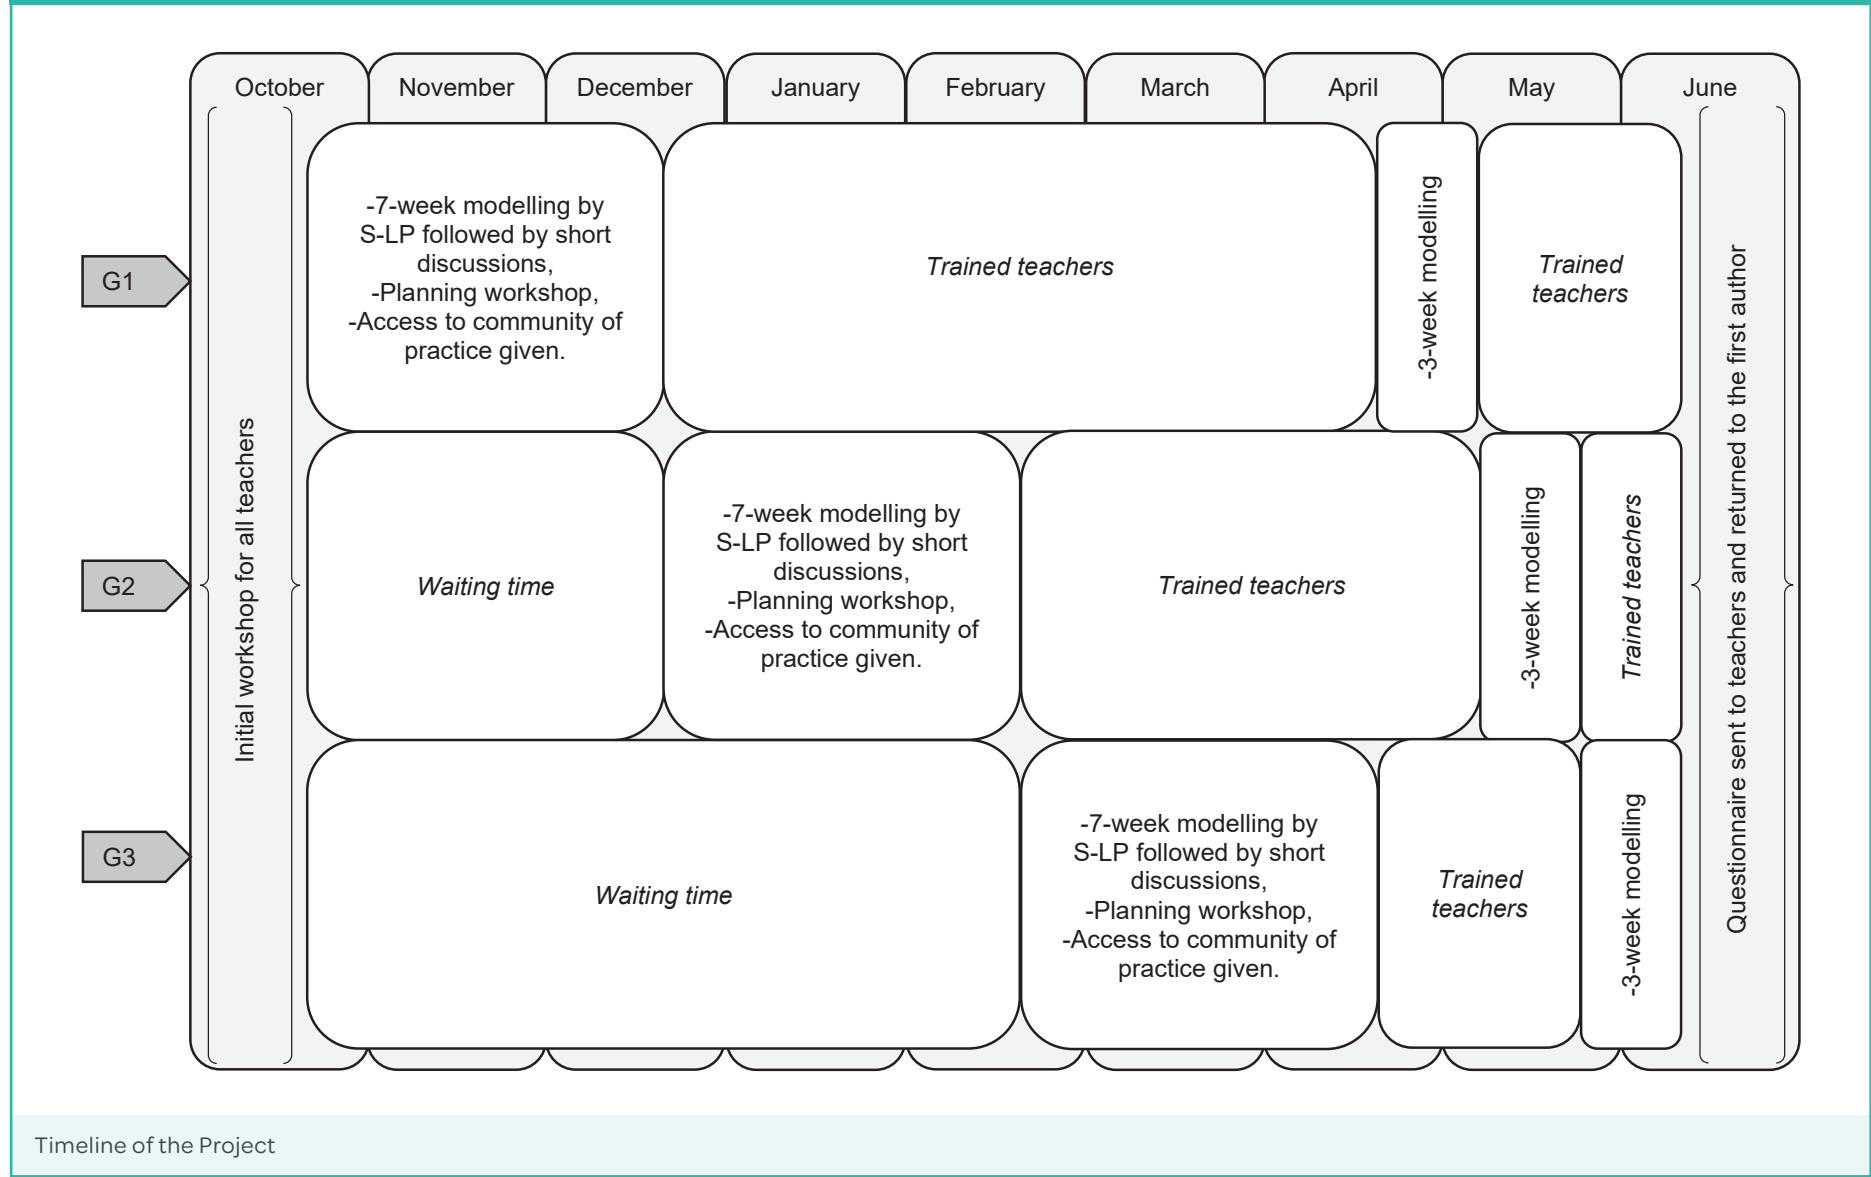 October
November
December
January
February
March
April
May
June
Initial workshop for all teachers
G1
-7-week modelling by
S-LP followed by short
discussions,
-Planning workshop,
-Access to community of
practice given.
Trained teachers
-3-week modelling
Trained
teachers
G2
Waiting time
-7-week modelling by
S-LP followed by short
discussions,
-Planning workshop,
-Access to community of
practice given.
Trained teachers
-3-week modelling
Trained teachers
G3
Waiting time
-7-week modelling by
S-LP followed by short
discussions,
-Planning workshop,
-Access to community of
practice given.
Trained
teachers
-3-week modelling
Questionnaire sent to teachers and returned to the first author
Timeline of the Project